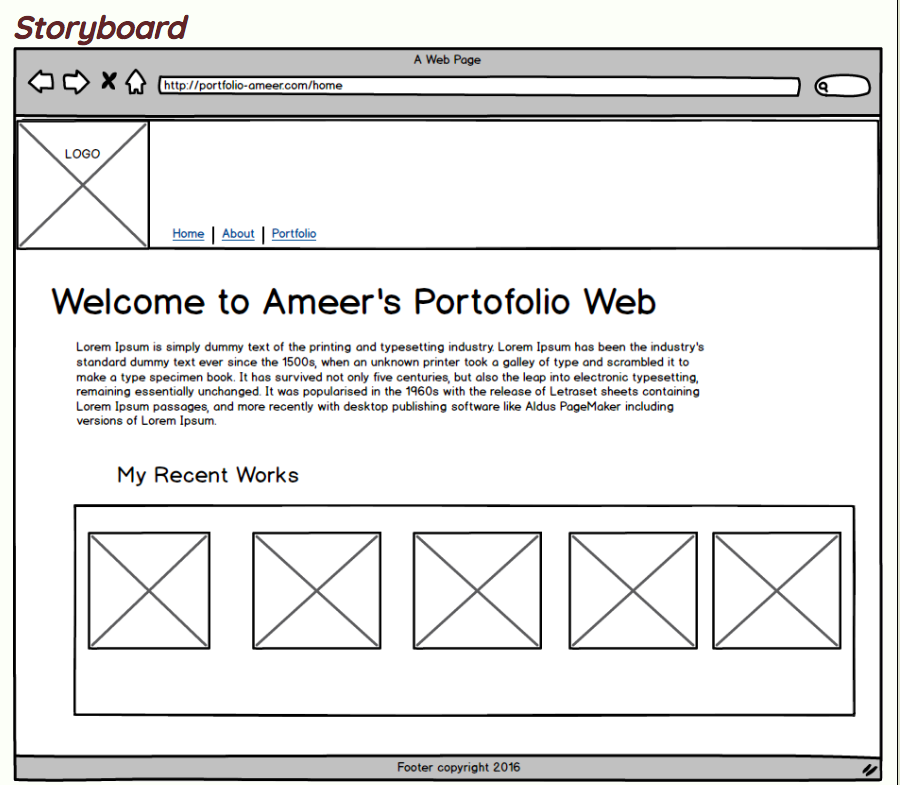 Storyboard
A Web Page
http://portfolio-ameer.com/home
LOGO
Home | About | Portfolio
Welcome to Ameer's Portofolio Web
Lorem Ipsum is simply dummy text of the printing and typesetting industry. Lorem Ipsum has been the industry's
standard dummy text ever since the 1500s, when an unknown printer took a galley of type and scrambled it to
make a type specimen book. It has survived not only five centuries, but also the leap into electronic typesetting,
remaining essentially unchanged. It was popularised in the 1960s with the release of Letraset sheets containing
Lorem Ipsum passages, and more recently with desktop publishing software like Aldus PageMaker including
versions of Lorem Ipsum.
My Recent Works
Footer copyright 2016